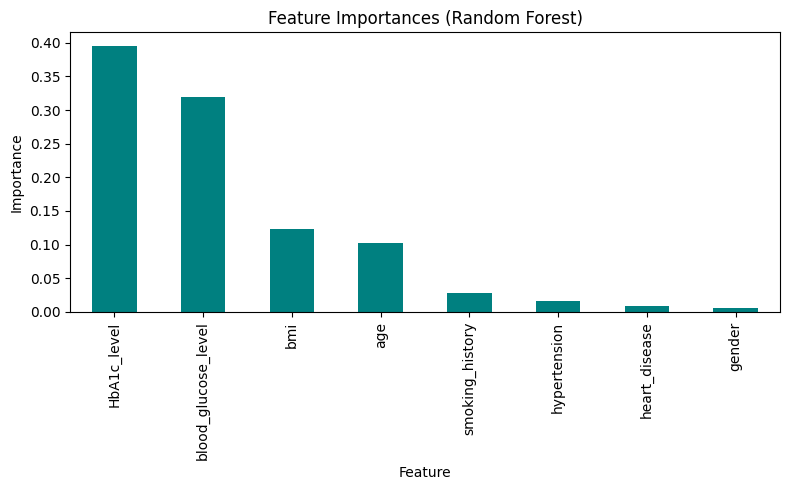 Feature Importances (Random Forest)
Importance
0.40
0.35
0.30
0.25
0.20
0.15
0.10
0.05
0.00
HbA1c_level
blood_glucose_level
bmi
age
smoking_history
hypertension
heart_disease
gender
Feature